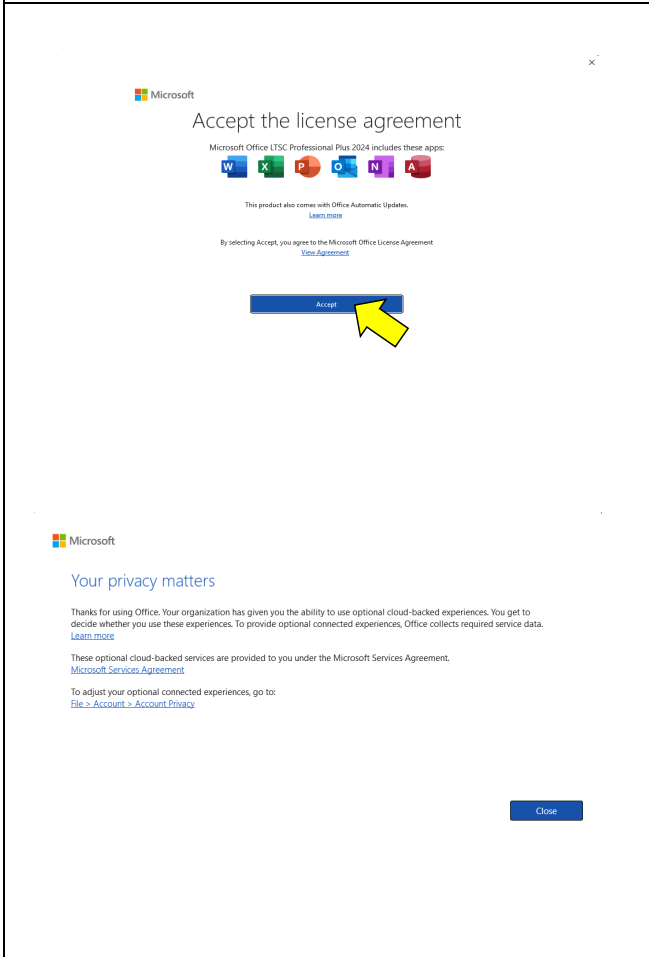 Microsoft
Accept the license agreement
Microsoft Office LTSC Professional Plus 2024 includes these apps:
W X P O N A
This product also comes with Office Automatic Updates.
Learn more
By selecting Accept, you agree to the Microsoft Office License Agreement
View Agreement
Accept
Microsoft
Your privacy matters
Thanks for using Office. Your organization has given you the ability to use optional cloud-backed experiences. You get to
decide whether you use these experiences. To provide optional connected experiences, Office collects required service data.
Learn more
These optional cloud-backed services are provided to you under the Microsoft Services Agreement.
Microsoft Services Agreement
To adjust your optional connected experiences, go to:
File > Account > Account Privacy
Close